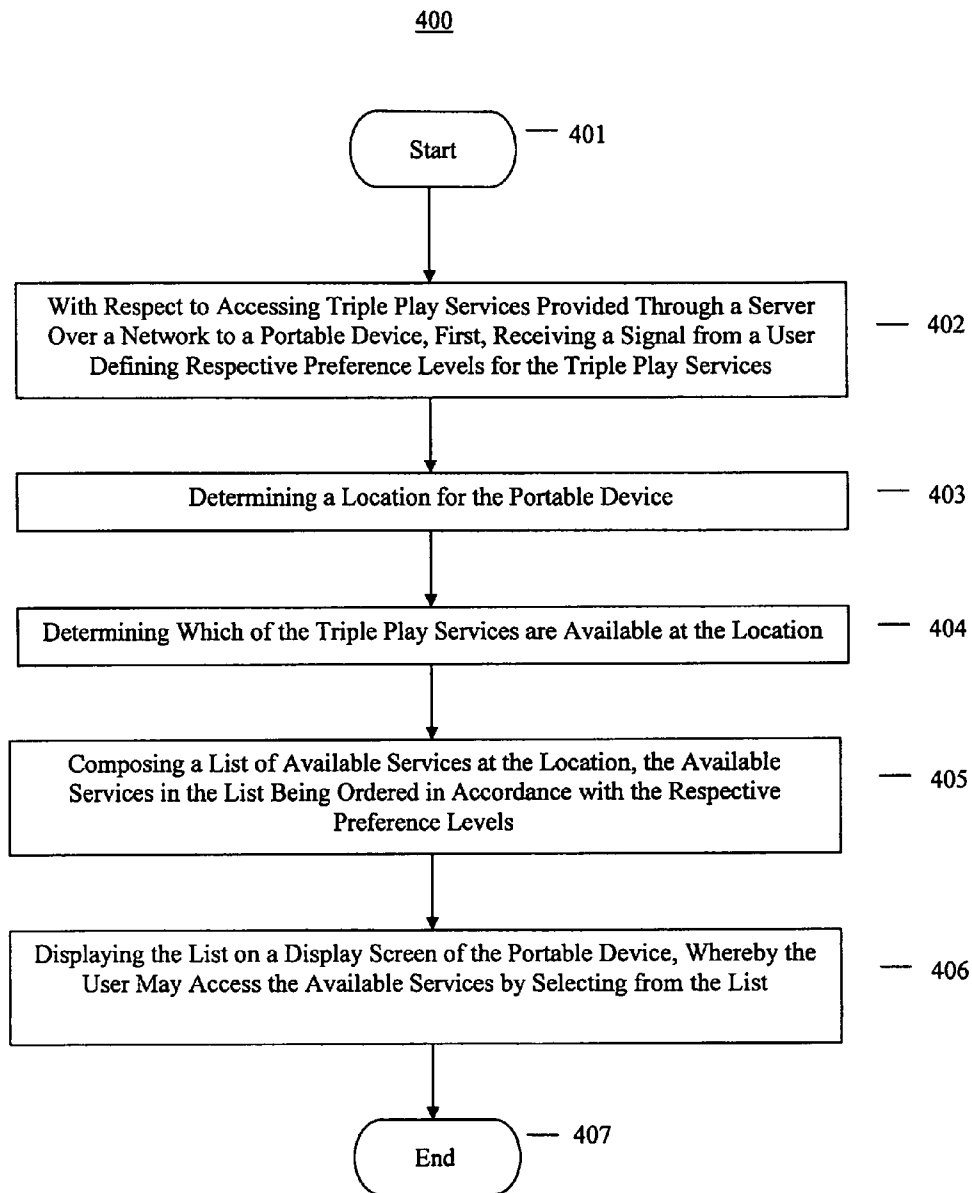 400
Start
401
With Respect to Accessing Triple Play Services Provided Through a Server
Over a Network to a Portable Device, First, Receiving a Signal from a User
Defining Respective Preference Levels for the Triple Play Services
402
Determining a Location for the Portable Device
403
Determining Which of the Triple Play Services are Available at the Location
404
Composing a List of Available Services at the Location, the Available
Services in the List Being Ordered in Accordance with the Respective
Preference Levels
405
Displaying the List on a Display Screen of the Portable Device, Whereby the
User May Access the Available Services by Selecting from the List
406
End
407